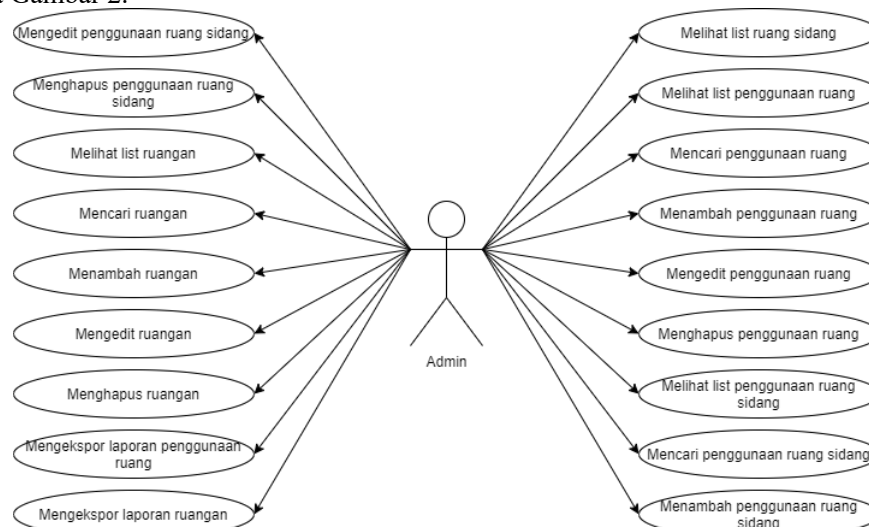 Gambar 2.
Mengedit penggunaan ruang sidang
Menghapus penggunaan ruang
sidang
Melihat list ruangan
Mencari ruangan
Menambah ruangan
Mengedit ruangan
Menghapus ruangan
Mengekspor laporan penggunaan
ruang
Mengekspor laporan ruangan
Admin
Melihat list ruang sidang
Melihat list penggunaan ruang
Mencari penggunaan ruang
Menambah penggunaan ruang
Mengedit penggunaan ruang
Menghapus penggunaan ruang
Melihat list penggunaan ruang
sidang
Mencari penggunaan ruang sidang
Menambah penggunaan ruang
sidang